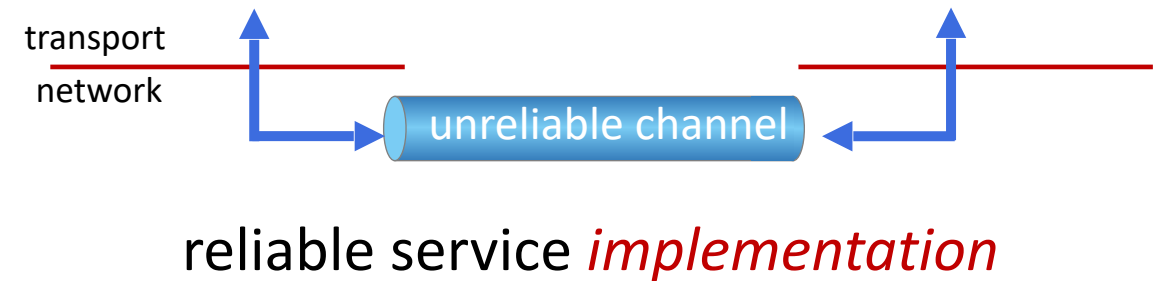 transport
network
unreliable channel
reliable service implementation